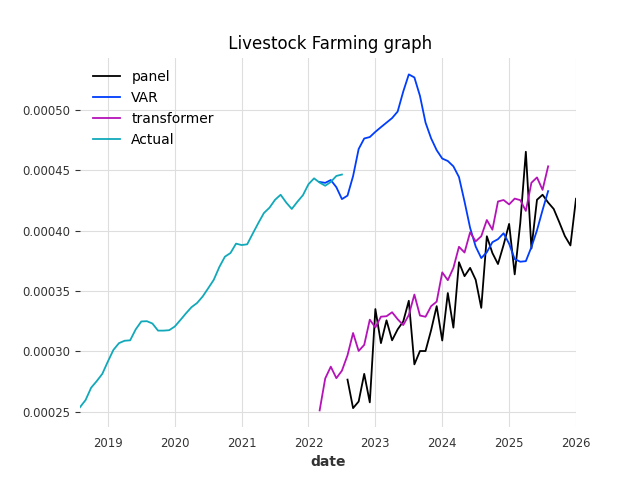 Livestock Farming graph
panel
VAR
transformer
Actual
0.00050
0.00045
0.00040
0.00035
0.00030
0.00025
2019 2020 2021 2022 2023 2024 2025 2026
date